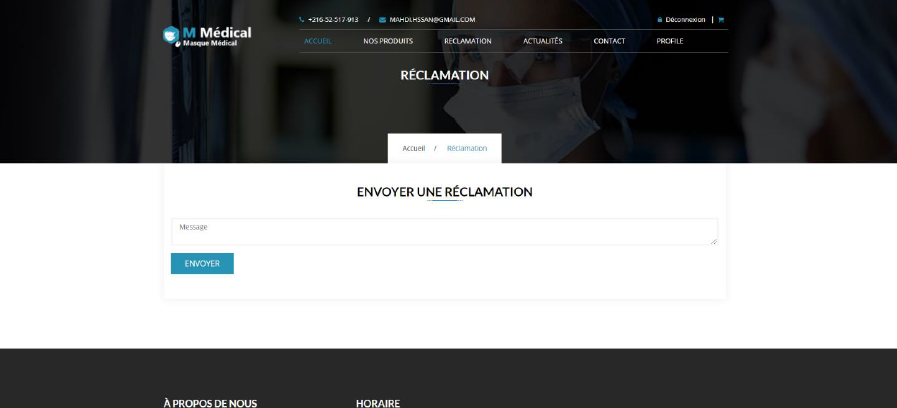 +216-52-517-913 / MAHDI.HSSAN@GMAIL.COM Déconnexion |
M Médical
Masque Médical
ACCUEIL NOS PRODUITS RECLAMATION ACTUALITÉS CONTACT PROFILE
RÉCLAMATION
Accueil / Réclamation
ENVOYER UNE RÉCLAMATION
Message
ENVOYER
À PROPOS DE NOUS HORAIRE